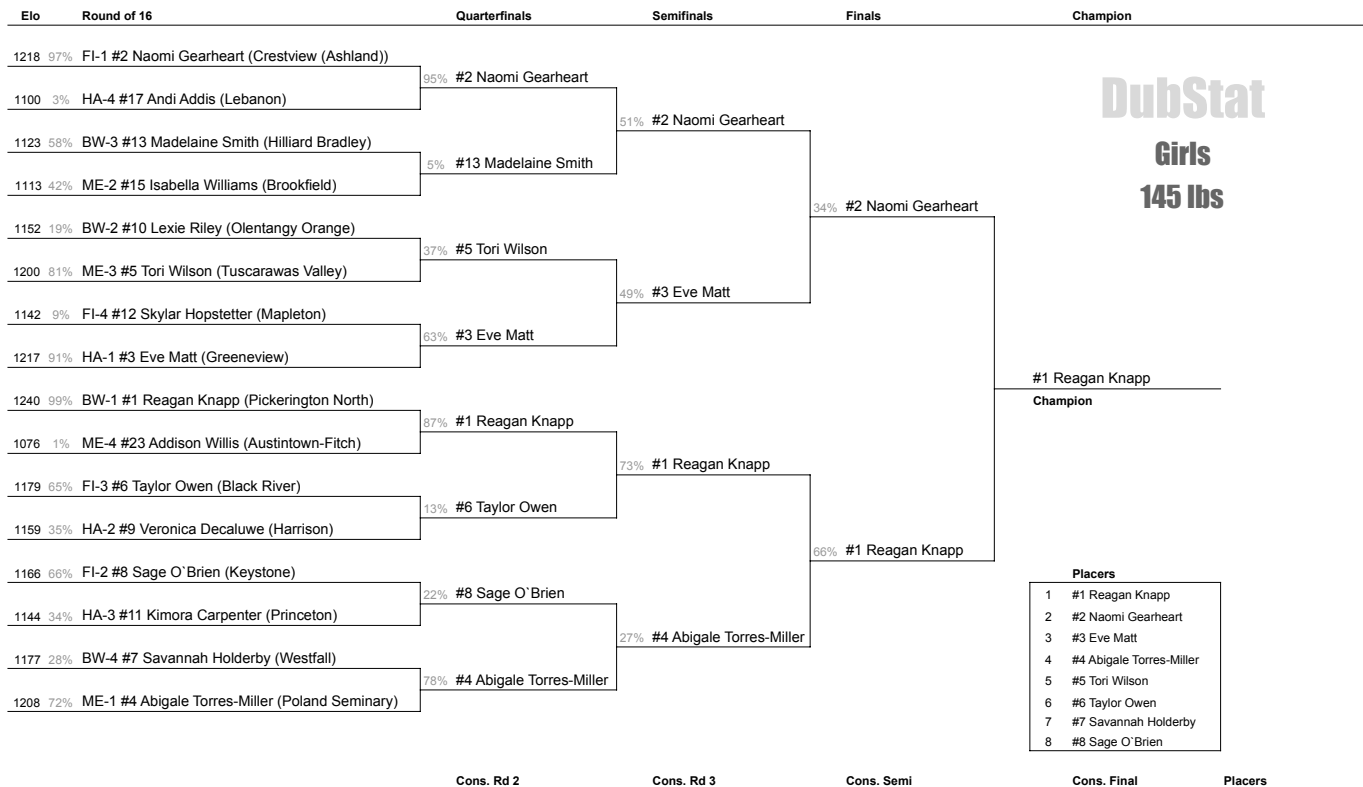 Elo Round of 16 Quarterfinals Semifinals Finals Champion
1218 97% FI-1 #2 Naomi Gearheart (Crestview (Ashland))
95% #2 Naomi Gearheart
1100 3% HA-4 #17 Andi Addis (Lebanon)
51% #2 Naomi Gearheart
1123 58% BW-3 #13 Madelaine Smith (Hilliard Bradley)
5% #13 Madelaine Smith
1113 42% ME-2 #15 Isabella Williams (Brookfield)
34% #2 Naomi Gearheart
1152 19% BW-2 #10 Lexie Riley (Olentangy Orange)
37% #5 Tori Wilson
1200 81% ME-3 #5 Tori Wilson (Tuscarawas Valley)
49% #3 Eve Matt
1142 9% FI-4 #12 Skylar Hopstetter (Mapleton)
63% #3 Eve Matt
1217 91% HA-1 #3 Eve Matt (Greeneview)
#1 Reagan Knapp
Champion
1240 99% BW-1 #1 Reagan Knapp (Pickerington North)
87% #1 Reagan Knapp
1076 1% ME-4 #23 Addison Willis (Austintown-Fitch)
73% #1 Reagan Knapp
1179 65% FI-3 #6 Taylor Owen (Black River)
13% #6 Taylor Owen
1159 35% HA-2 #9 Veronica Decaluwe (Harrison)
66% #1 Reagan Knapp
1166 66% FI-2 #8 Sage O`Brien (Keystone)
22% #8 Sage O`Brien
1144 34% HA-3 #11 Kimora Carpenter (Princeton)
27% #4 Abigale Torres-Miller
1177 28% BW-4 #7 Savannah Holderby (Westfall)
78% #4 Abigale Torres-Miller
1208 72% ME-1 #4 Abigale Torres-Miller (Poland Seminary)
DubStat
Girls
145 lbs
Placers
1 #1 Reagan Knapp
2 #2 Naomi Gearheart
3 #3 Eve Matt
4 #4 Abigale Torres-Miller
5 #5 Tori Wilson
6 #6 Taylor Owen
7 #7 Savannah Holderby
8 #8 Sage O`Brien
Cons. Rd 2 Cons. Rd 3 Cons. Semi Cons. Final Placers